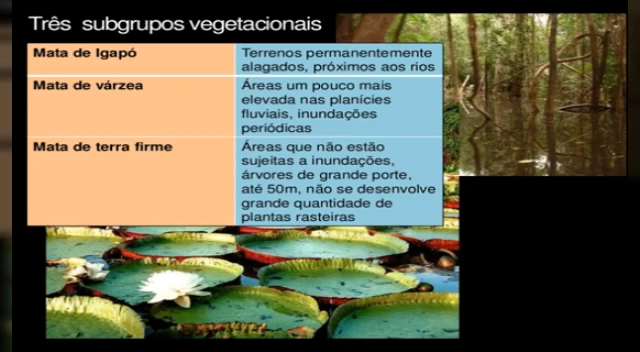 Três subgrupos vegetacionais
Mata de Igapó
Terrenos permanentemente
alagados, próximos aos rios
Mata de várzea
Áreas um pouco mais
elevada nas planícies
fluviais, inundações
periódicas
Mata de terra firme
Áreas que não estão
sujeitas a inundações,
árvores de grande porte,
até 50m, não se desenvolve
grande quantidade de
plantas rasteiras